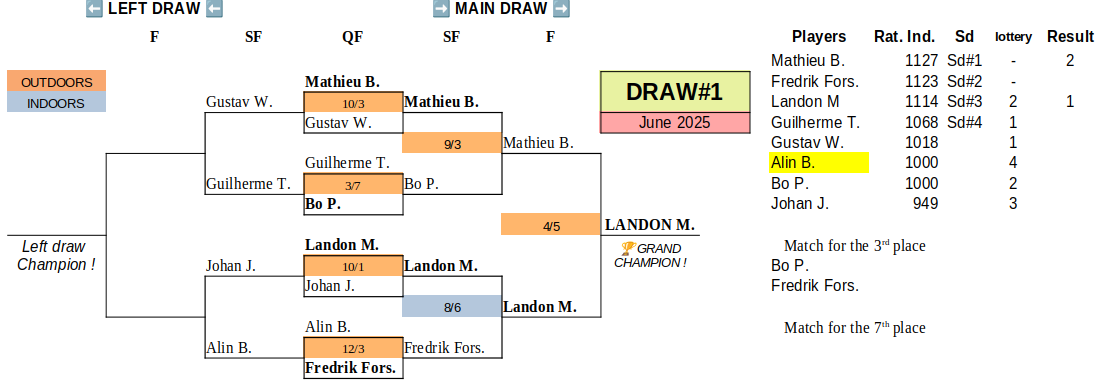 ⬅ LEFT DRAW ⬅ ➡ MAIN DRAW ➡
F SF QF SF F
Players Rat. Ind. Sd lottery Result
Mathieu B. 1127 Sd#1 - 2
Fredrik Fors. 1123 Sd#2 -
Landon M 1114 Sd#3 2 1
Guilherme T. 1068 Sd#4 1
Gustav W. 1018 1
Alin B. 1000 4
Bo P. 1000 2
Johan J. 949 3
OUTDOORS
INDOORS
DRAW#1
June 2025
Mathieu B.
Gustav W. 10/3 Mathieu B.
Gustav W.
9/3 Mathieu B.
Guilherme T.
Guilherme T. 3/7 Bo P.
Bo P.
4/5 LANDON M.
Left draw
Champion !
🏆GRAND
CHAMPION !
Landon M.
Johan J. 10/1 Landon M.
Johan J.
8/6 Landon M.
Alin B.
Alin B. 12/3 Fredrik Fors.
Fredrik Fors.
Match for the 3rd place
Bo P.
Fredrik Fors.
Match for the 7th place